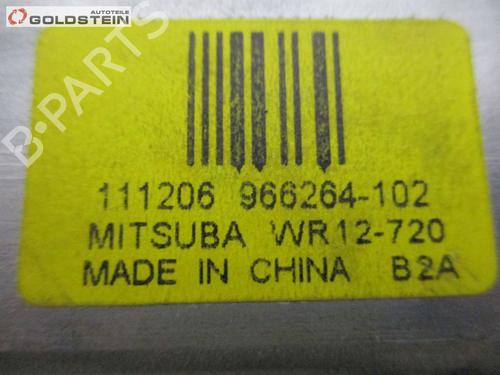 AUTOTEILE
GOLDSTEIN
B-PARTS
111206 966264-102
MITSUBA WR12-720
MADE IN CHINA B2A